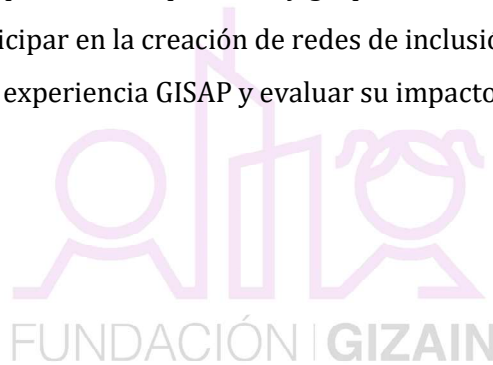 icipar en la creación de redes de inclusió
experiencia GISAP y evaluar su impacto
FUNDACIÓN | GIZAIN